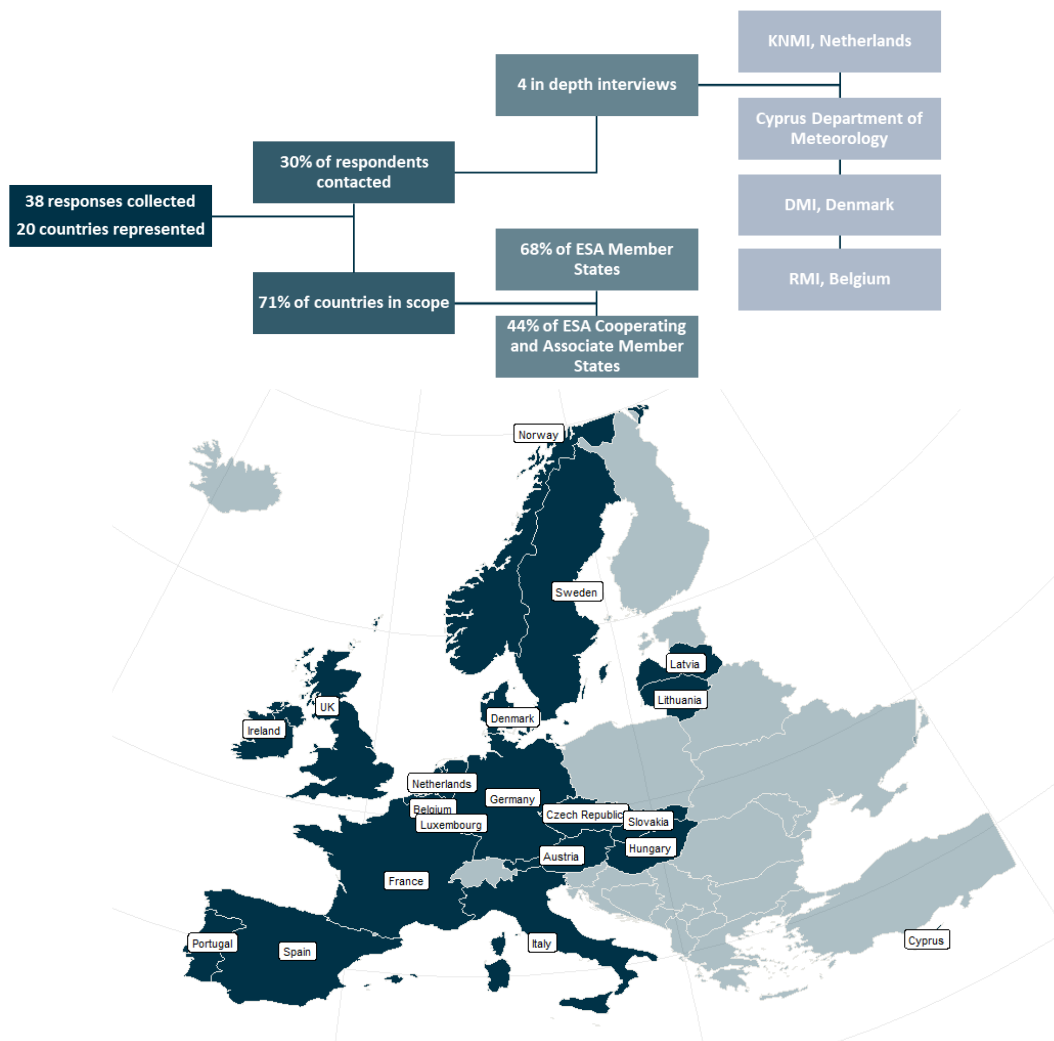 KNMI, Netherlands
4 in depth interviews
Cyprus Department of
Meteorology
30% of respondents
contacted
38 responses collected
20 countries represented
DMI, Denmark
68% of ESA Member
States
RMI, Belgium
71% of countries in scope
44% of ESA Cooperating
and Associate Member
States
Norway
Sweden
Latvia
Lithuania
UK
Denmark
Ireland
Netherlands
Germany
Belgium
Czech Republic
Luxembourg
Slovakia
Hungary
Austria
France
Portugal
Spain
Italy
Cyprus